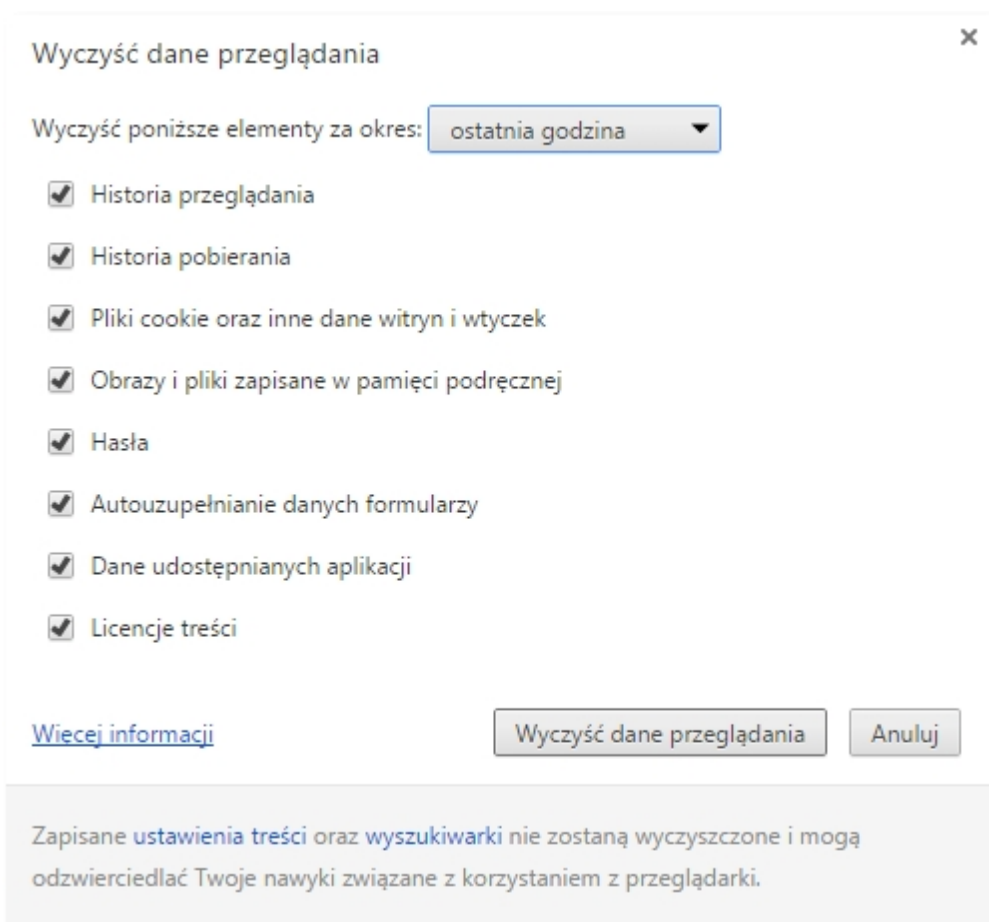 Wyczyść dane przeglądania
Wyczyść poniższe elementy za okres: ostatnia godzina
Historia przeglądania
Historia pobierania
Pliki cookie oraz inne dane witryn i wtyczek
Obrazy i pliki zapisane w pamięci podręcznej
Hasła
Autouzupełnianie danych formularzy
Dane udostępnianych aplikacji
Licencje treści
Więcej informacji Wyczyść dane przeglądania Anuluj
Zapisane ustawienia treści oraz wyszukiwarki nie zostaną wyczyszczone i mogą
odzwierciedlać Twoje nawyki związane z korzystaniem z przeglądarki.